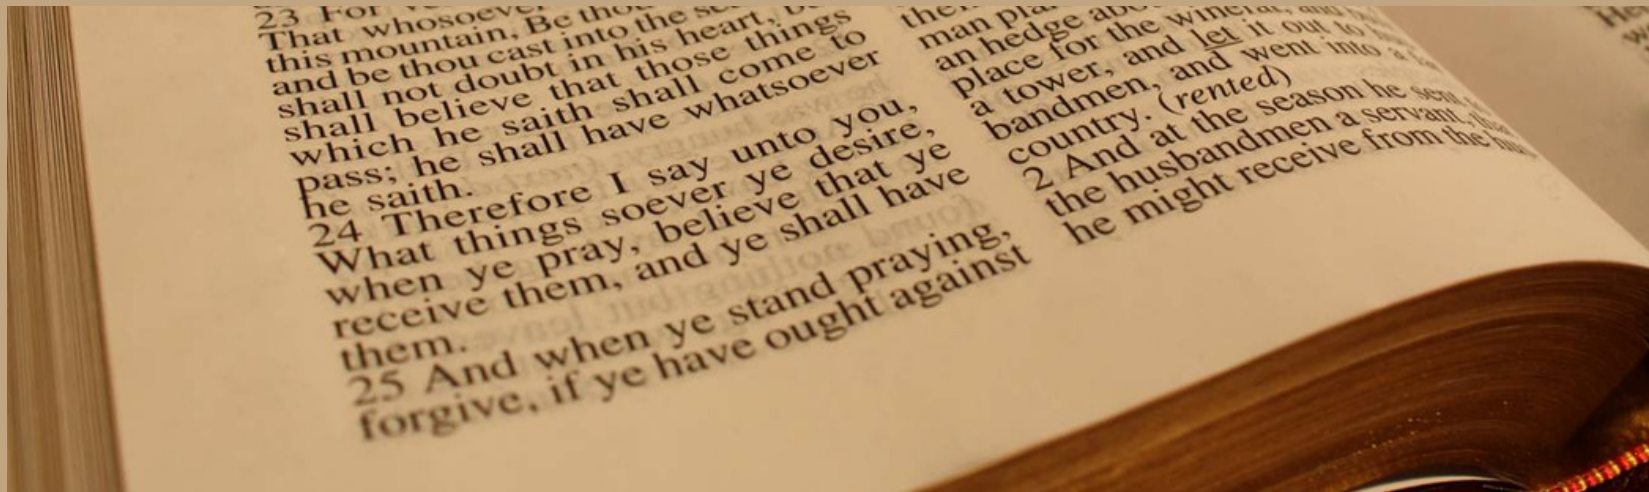 23 For
That whosoever
this mountain, Be thou
and be thou cast into the
shall not doubt in his heart,
shall believe that those things
which he saith shall come to
pass; he shall have whatsoever
he saith.
24 Therefore I say unto you,
What things soever ye desire,
when ye pray, believe that ye
receive them, and ye shall have
them.
25 And when ye stand praying,
forgive, if ye have ought against
man
an hedge
place for the
a tower, and let it out to
bandmen, and went into a
country. (rented)
2 And at the season he sent
the husbandmen a servant,
he might receive from the